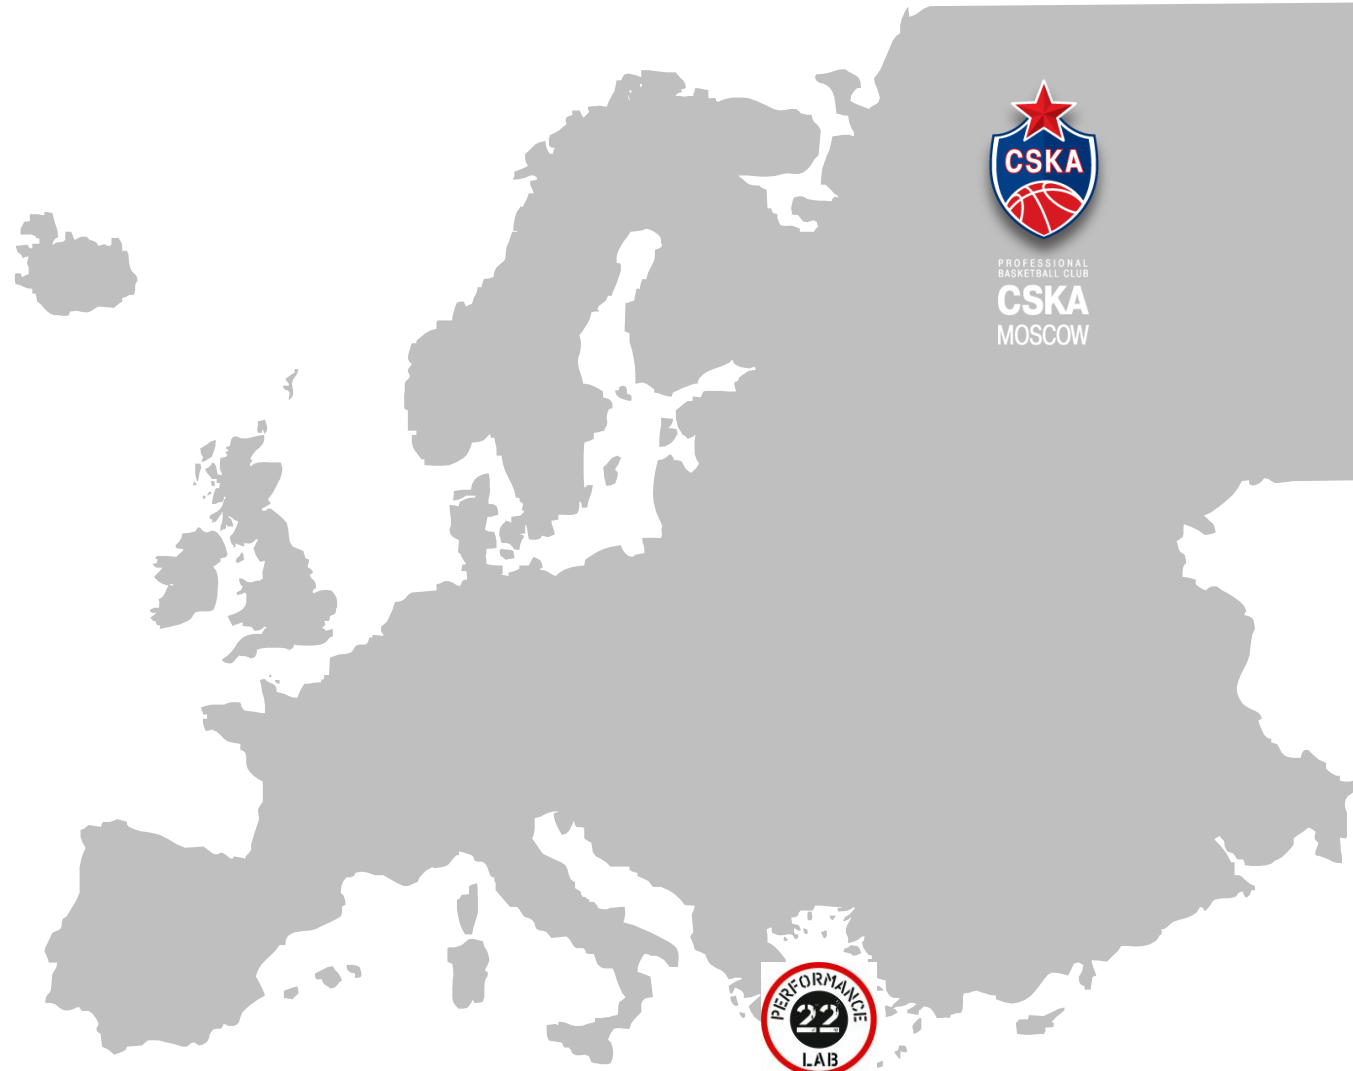 CSKA
PROFESSIONAL
BASKETBALL CLUB
CSKA
MOSCOW
PERFORMANCE
22
LAB